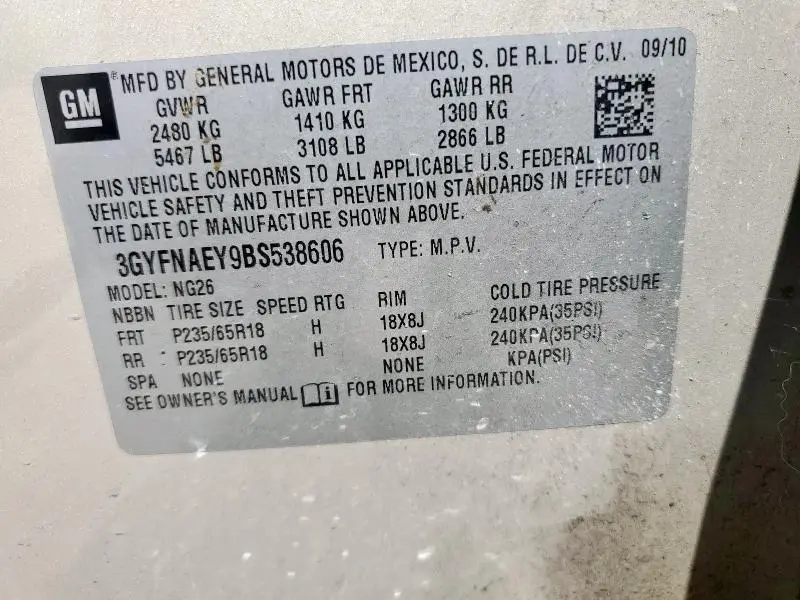 GM
® MFD BY GENERAL MOTORS DE MEXICO, S. DE R.L. DE C.V. 09/10
GVWR GAWR FRT GAWR RR
2480 KG 1410 KG 1300 KG
5467 LB 3108 LB 2866 LB
THIS VEHICLE CONFORMS TO ALL APPLICABLE U.S. FEDERAL MOTOR
VEHICLE SAFETY AND THEFT PREVENTION STANDARDS IN EFFECT ON
THE DATE OF MANUFACTURE SHOWN ABOVE.
3GYFNAEY9BS538606 TYPE: M.P.V.
MODEL: NG26
NBBN TIRE SIZE SPEED RTG RIM COLD TIRE PRESSURE
FRT P235/65R18 H 18X8J 240KPA(35PSI)
RR : P235/65R18 H 18X8J 240KPA(35PSI)
SPA NONE NONE KPA(PSI)
SEE OWNER'S MANUAL i FOR MORE INFORMATION.